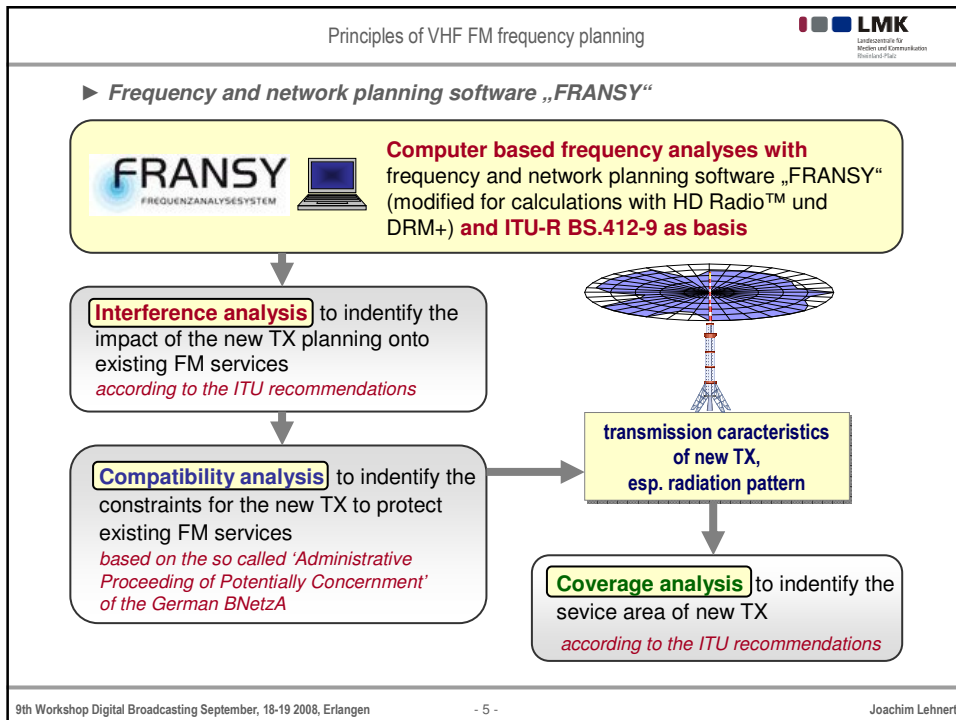 Principles of VHF FM frequency planning
LMK
Landeszentrale für
Medien und Kommunikation
Rheinland-Pfalz
► Frequency and network planning software „FRANSY“
FRANSY
FREQUENZANALYSESYSTEM
Computer based frequency analyses with
frequency and network planning software „FRANSY“
(modified for calculations with HD Radio™ und
DRM+) and ITU-R BS.412-9 as basis
Interference analysis to indentify the
impact of the new TX planning onto
existing FM services
according to the ITU recommendations
Compatibility analysis to indentify the
constraints for the new TX to protect
existing FM services
based on the so called ‘Administrative
Proceeding of Potentially Concernment’
of the German BNetzA
transmission caracteristics
of new TX,
esp. radiation pattern
Coverage analysis to indentify the
sevice area of new TX
according to the ITU recommendations
9th Workshop Digital Broadcasting September, 18-19 2008, Erlangen
- 5 -
Joachim Lehnert